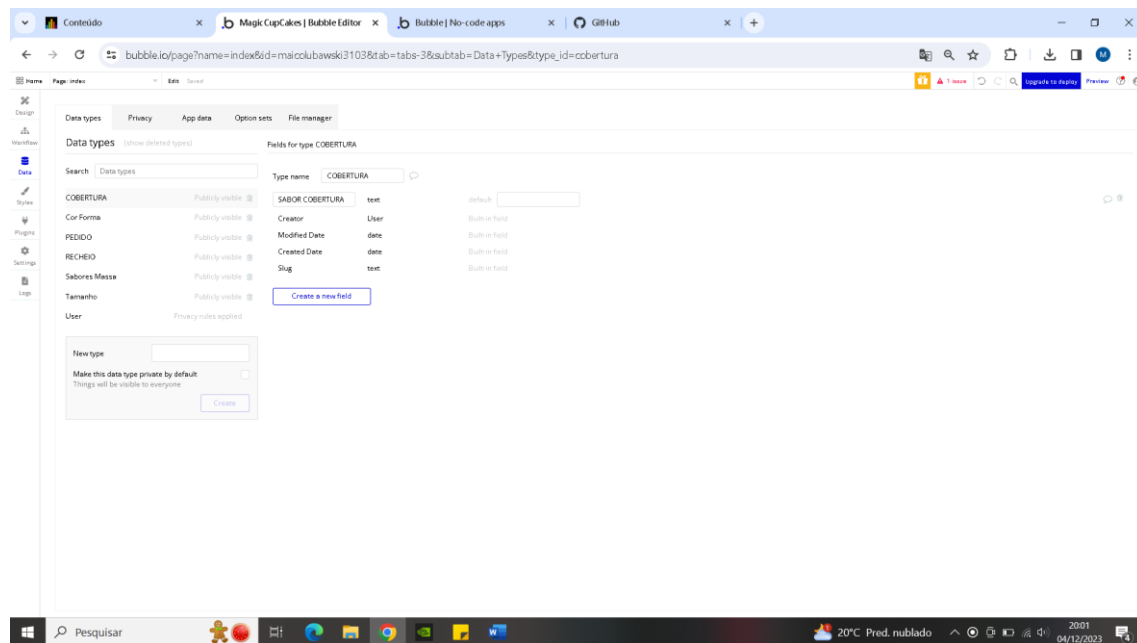 Conteúdo
MagicCupCakes | Bubble Editor
Bubble | No-code apps
GitHub
bubble.io/page?name=index&id=maicolubawski3103&tab=tabs-3&subtab=Data+Types&type_id=cobertura
M
Home Page: index Edit Saved
1 issue Upgrade to deploy Preview
Design
Workflow
Data
Styles
Plugins
Settings
Logs
Data types Privacy App data Option sets File manager
Data types (show deleted types)
Search Data types
COBERTURA Publicly visible
Cor Forma Publicly visible
PEDIDO Publicly visible
RECHEIO Publicly visible
Sabores Massa Publicly visible
Tamanho Publicly visible
User Privacy rules applied
New type
Make this data type private by default
Things will be visible to everyone
Create
Fields for type COBERTURA
Type name COBERTURA
SABOR COBERTURA text default
Creator User Built-in field
Modified Date date Built-in field
Created Date date Built-in field
Slug text Built-in field
Create a new field
Pesquisar
20°C Pred. nublado
20:01
04/12/2023